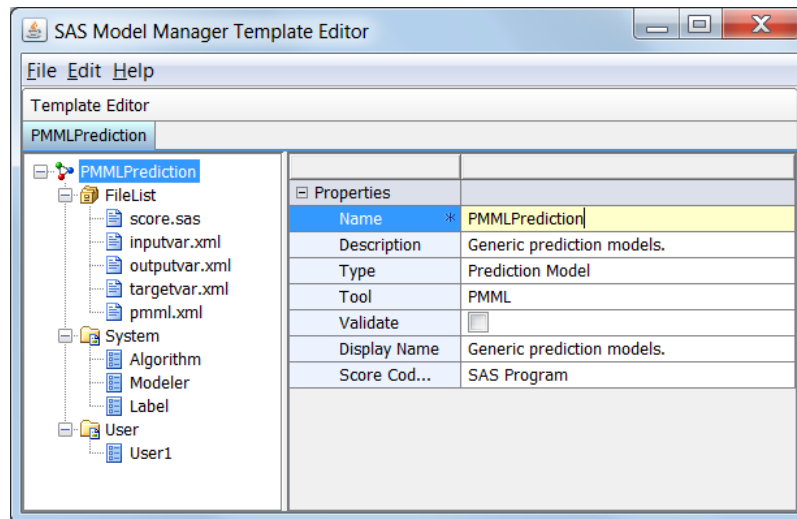 SAS Model Manager Template Editor
File Edit Help
Template Editor
PMMLPrediction
PMMLPrediction
FileList
score.sas
inputvar.xml
outputvar.xml
targetvar.xml
pmml.xml
System
Algorithm
Modeler
Label
User
User1
Properties
Name * PMMLPrediction
Description Generic prediction models.
Type Prediction Model
Tool PMML
Validate
Display Name Generic prediction models.
Score Cod... SAS Program